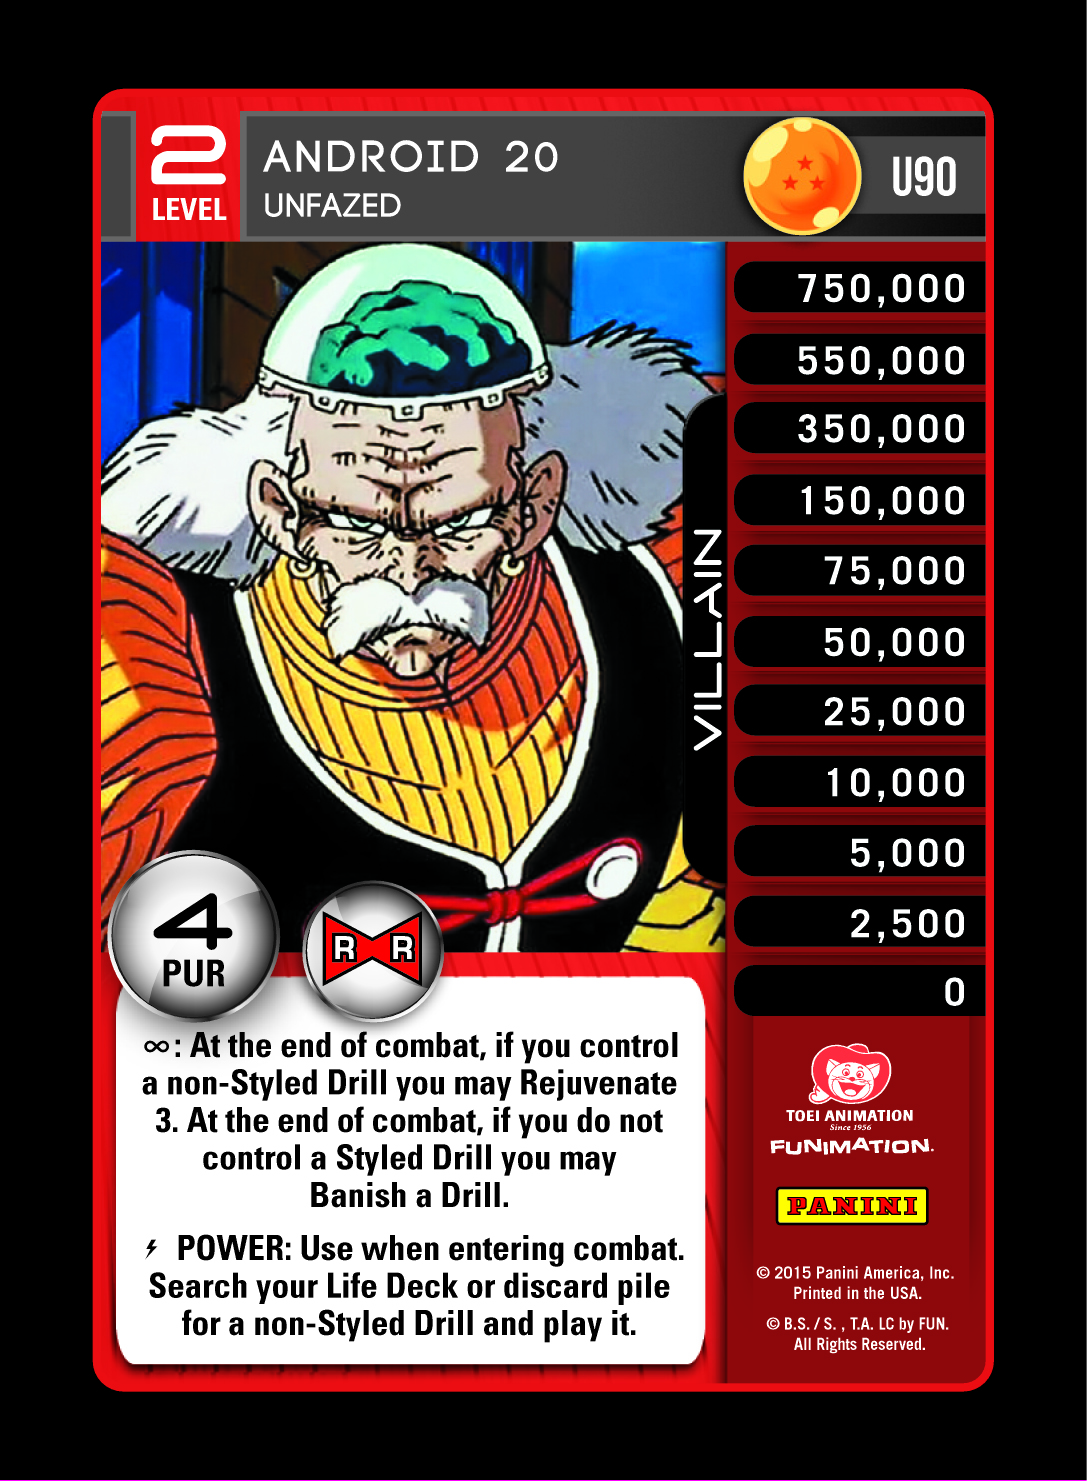 2
LEVEL
ANDROID 20
UNFAZED
U90
750,000
550,000
350,000
150,000
75,000
50,000
25,000
10,000
5,000
2,500
0
VILLAIN
4
PUR
R R
∞: At the end of combat, if you control
a non-Styled Drill you may Rejuvenate
3. At the end of combat, if you do not
control a Styled Drill you may
Banish a Drill.
⚡ POWER: Use when entering combat.
Search your Life Deck or discard pile
for a non-Styled Drill and play it.
TOEI ANIMATION
Since 1956
FUNIMATION.
PANINI
© 2015 Panini America, Inc.
Printed in the USA.
© B.S. / S. , T.A. LC by FUN.
All Rights Reserved.